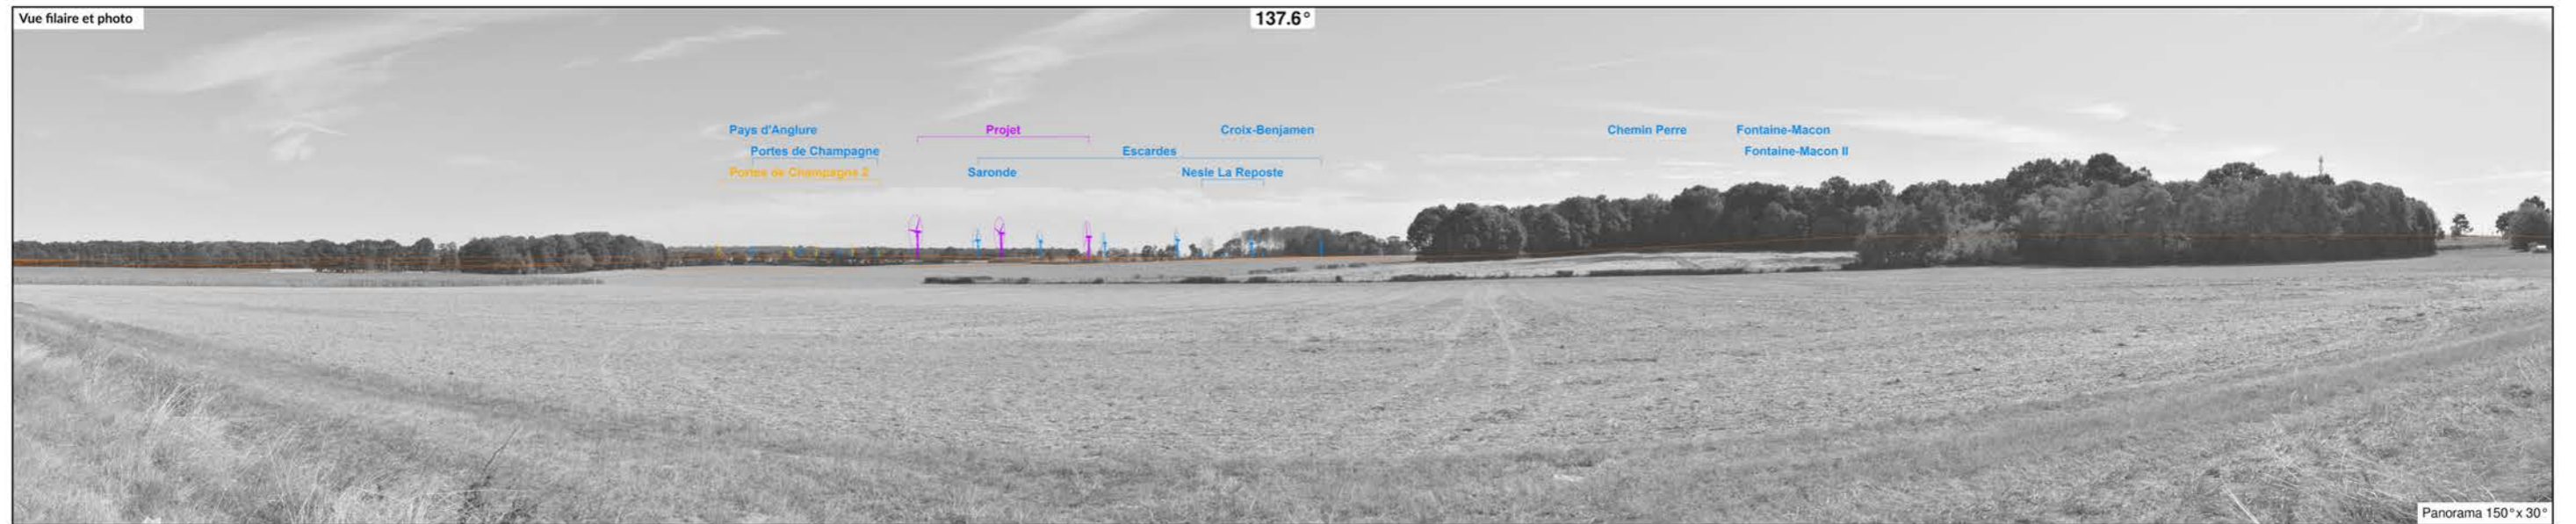 Vue filaire et photo
137.6°
Pays d'Anglure
Projet
Croix-Benjamen
Chemin Perre
Fontaine-Macon
Portes de Champagne
Escardes
Fontaine-Macon II
Portes de Champagne 2
Saronde
Nesle La Reposte
Panorama 150°x 30°